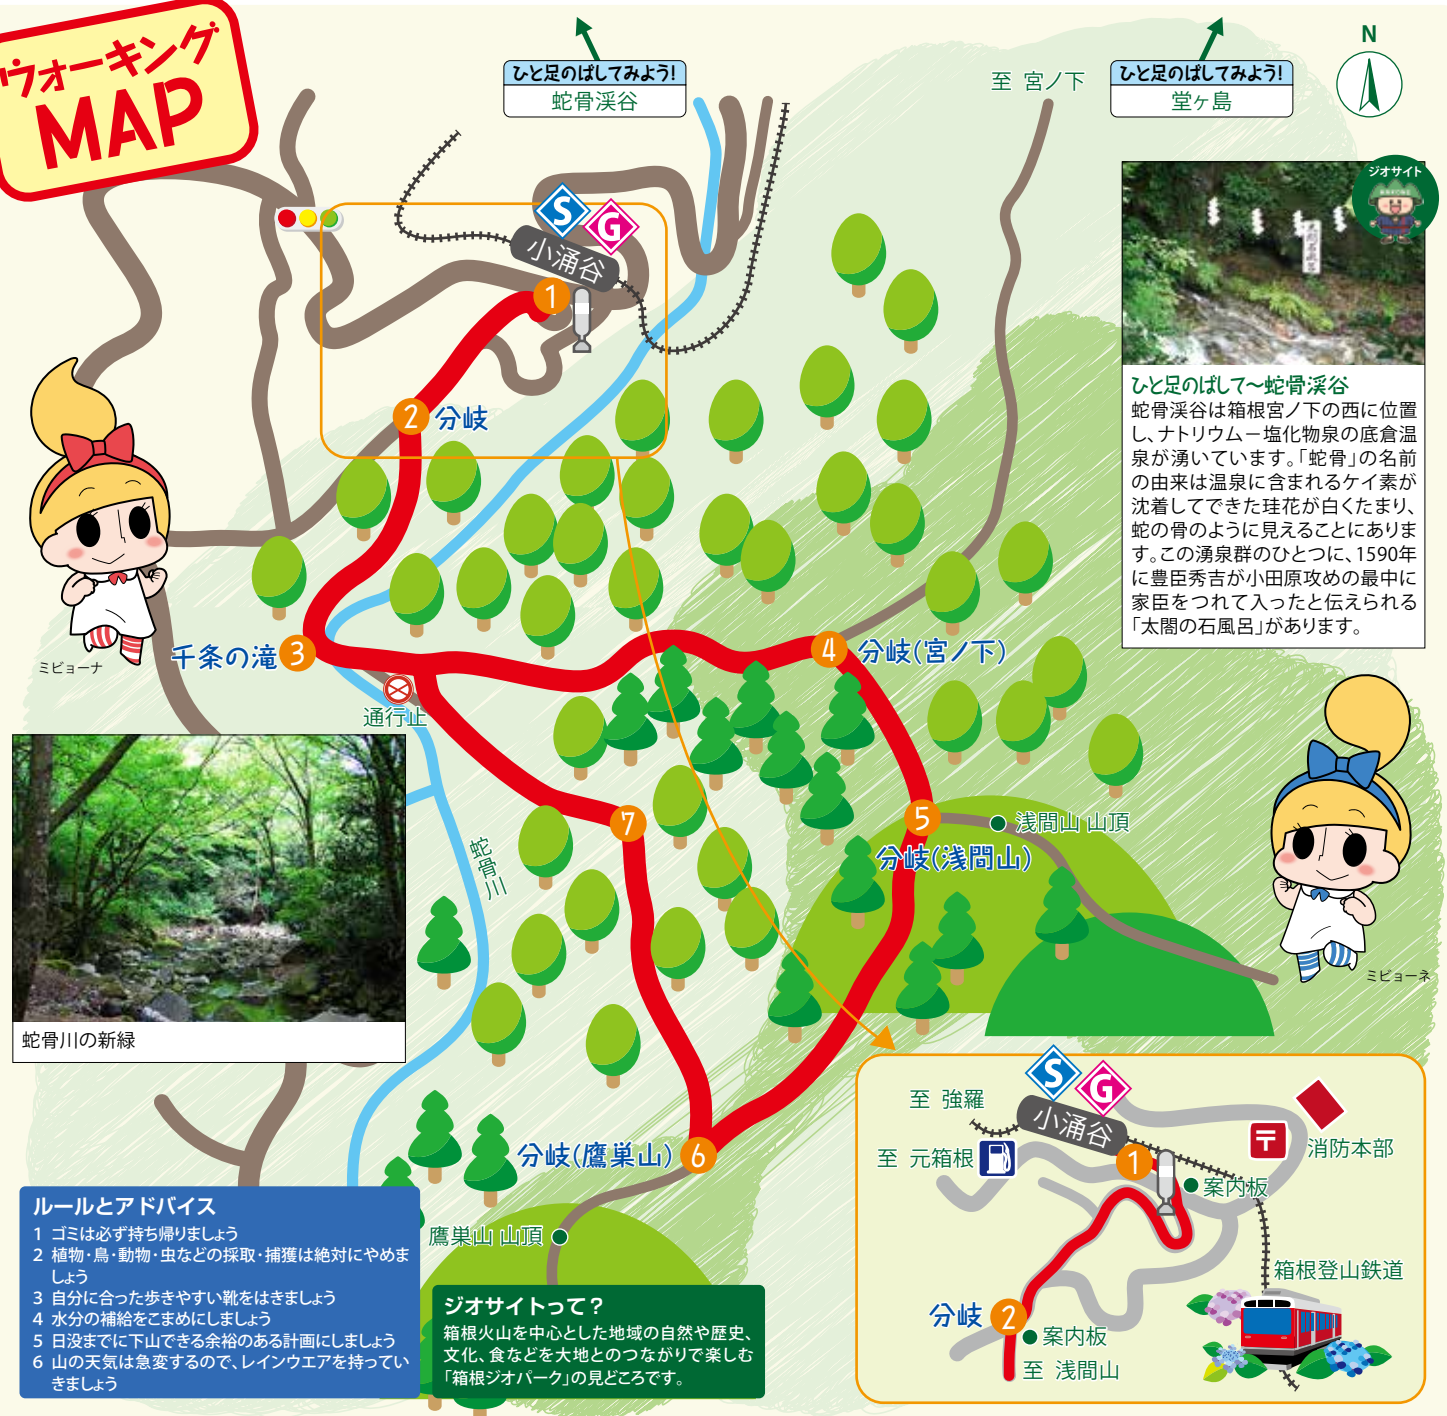 ウォーキング
MAP
ひと足のばしてみよう!
蛇骨渓谷
至 宮ノ下
ひと足のばしてみよう!
堂ヶ島
N
ジオサイト
S
G
小涌谷
1
2 分岐
ひと足のばして〜蛇骨渓谷
蛇骨渓谷は箱根宮ノ下の西に位置
し、ナトリウム－塩化物泉の底倉温
泉が湧いています。「蛇骨」の名前
の由来は温泉に含まれるケイ素が
沈着してできた珪花が白くたまり、
蛇の骨のように見えることにありま
す。この湧泉群のひとつに、1590年
に豊臣秀吉が小田原攻めの最中に
家臣をつれて入ったと伝えられる
「太閤の石風呂」があります。
ミビョーナ
千条の滝 3
通行止
4 分岐(宮ノ下)
5
浅間山 山頂
分岐(浅間山)
7
蛇骨川
ミビョーネ
蛇骨川の新緑
分岐(鷹巣山) 6
鷹巣山 山頂
ルールとアドバイス
1 ゴミは必ず持ち帰りましょう
2 植物・鳥・動物・虫などの採取・捕獲は絶対にやめま
しょう
3 自分に合った歩きやすい靴をはきましょう
4 水分の補給をこまめにしましょう
5 日没までに下山できる余裕のある計画にしましょう
6 山の天気は急変するので、レインウエアを持ってい
きましょう
ジオサイトって？
箱根火山を中心とした地域の自然や歴史、
文化、食などを大地とのつながりで楽しむ
「箱根ジオパーク」の見どころです。
S
G
至 強羅
小涌谷
至 元箱根
1
〒
消防本部
案内板
箱根登山鉄道
分岐 2
案内板
至 浅間山